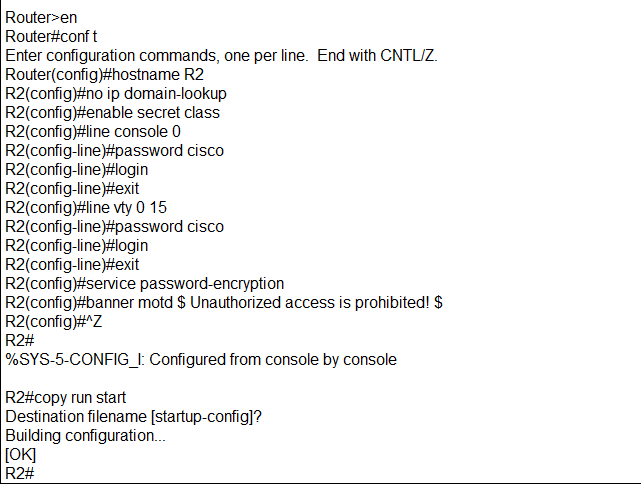 Router>en
Router#conf t
Enter configuration commands, one per line.  End with CNTL/Z.
Router(config)#hostname R2
R2(config)#no ip domain-lookup
R2(config)#enable secret class
R2(config)#line console 0
R2(config-line)#password cisco
R2(config-line)#login
R2(config-line)#exit
R2(config)#line vty 0 15
R2(config-line)#password cisco
R2(config-line)#login
R2(config-line)#exit
R2(config)#service password-encryption
R2(config)#banner motd $ Unauthorized access is prohibited! $
R2(config)#^Z
R2#
%SYS-5-CONFIG_I: Configured from console by console
R2#copy run start
Destination filename [startup-config]?
Building configuration...
[OK]
R2#